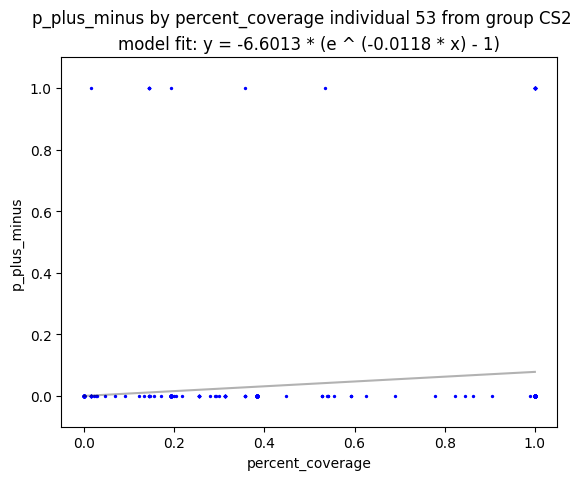 p_plus_minus by percent_coverage individual 53 from group CS2
model fit: y = -6.6013 * (e ^ (-0.0118 * x) - 1)
1.0
0.8
0.6
0.4
0.2
0.0
p_plus_minus
0.0 0.2 0.4 0.6 0.8 1.0
percent_coverage